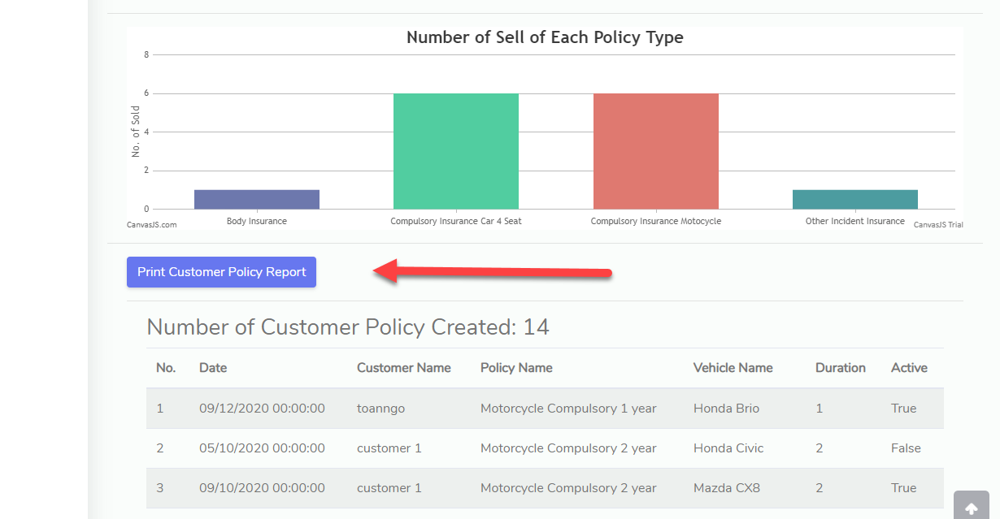 Number of Sell of Each Policy Type
8
6
4
2
0
No. of Sold
Body Insurance
Compulsory Insurance Car 4 Seat
Compulsory Insurance Motocycle
Other Incident Insurance
CanvasJS.com
CanvasJS Trial
Print Customer Policy Report
Number of Customer Policy Created: 14
No. Date Customer Name Policy Name Vehicle Name Duration Active
1 09/12/2020 00:00:00 toanngo Motorcycle Compulsory 1 year Honda Brio 1 True
2 05/10/2020 00:00:00 customer 1 Motorcycle Compulsory 2 year Honda Civic 2 False
3 09/10/2020 00:00:00 customer 1 Motorcycle Compulsory 2 year Mazda CX8 2 True